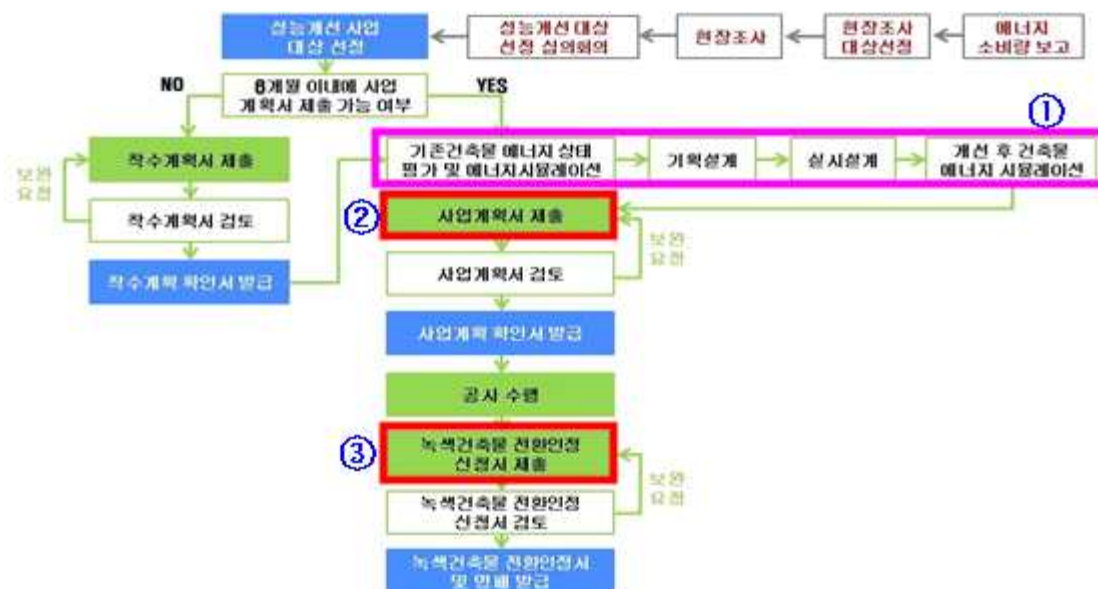 성능개선 사업
대상 선정
성능개선 대상
선정 심의회의
현장조사
현장조사
대상선정
에너지
소비량 보고
NO
6개월 이내에 사업
계획서 제출 가능 여부
YES
①
착수계획서 제출
보완
요청
착수계획서 검토
착수계획 확인서 발급
기존건축물 에너지 상태
평가 및 에너지시뮬레이션
기획설계
실시설계
개선 후 건축물
에너지 시뮬레이션
②
사업계획서 제출
보완
요청
사업계획서 검토
사업계획 확인서 발급
공사 수행
③
녹색건축물 전환인정
신청서 제출
보완
요청
녹색건축물 전환인정
신청서 검토
녹색건축물 전환인정서
및 인패 발급